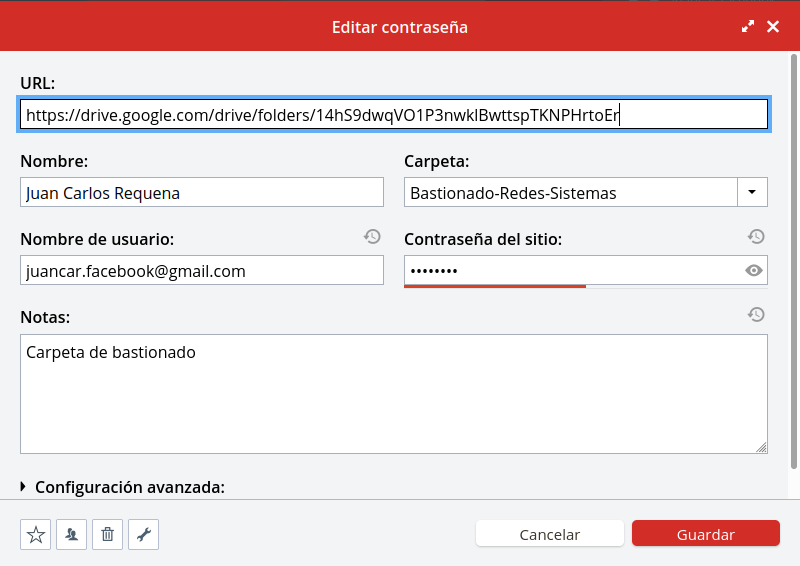 Editar contraseña
URL:
https://drive.google.com/drive/folders/14hS9dwqVO1P3nwklBwttspTKNPHrtoEr
Nombre:
Carpeta:
Juan Carlos Requena
Bastionado-Redes-Sistemas
Nombre de usuario:
Contraseña del sitio:
juancar.facebook@gmail.com
••••••••
Notas:
Carpeta de bastionado
Configuración avanzada:
Cancelar
Guardar